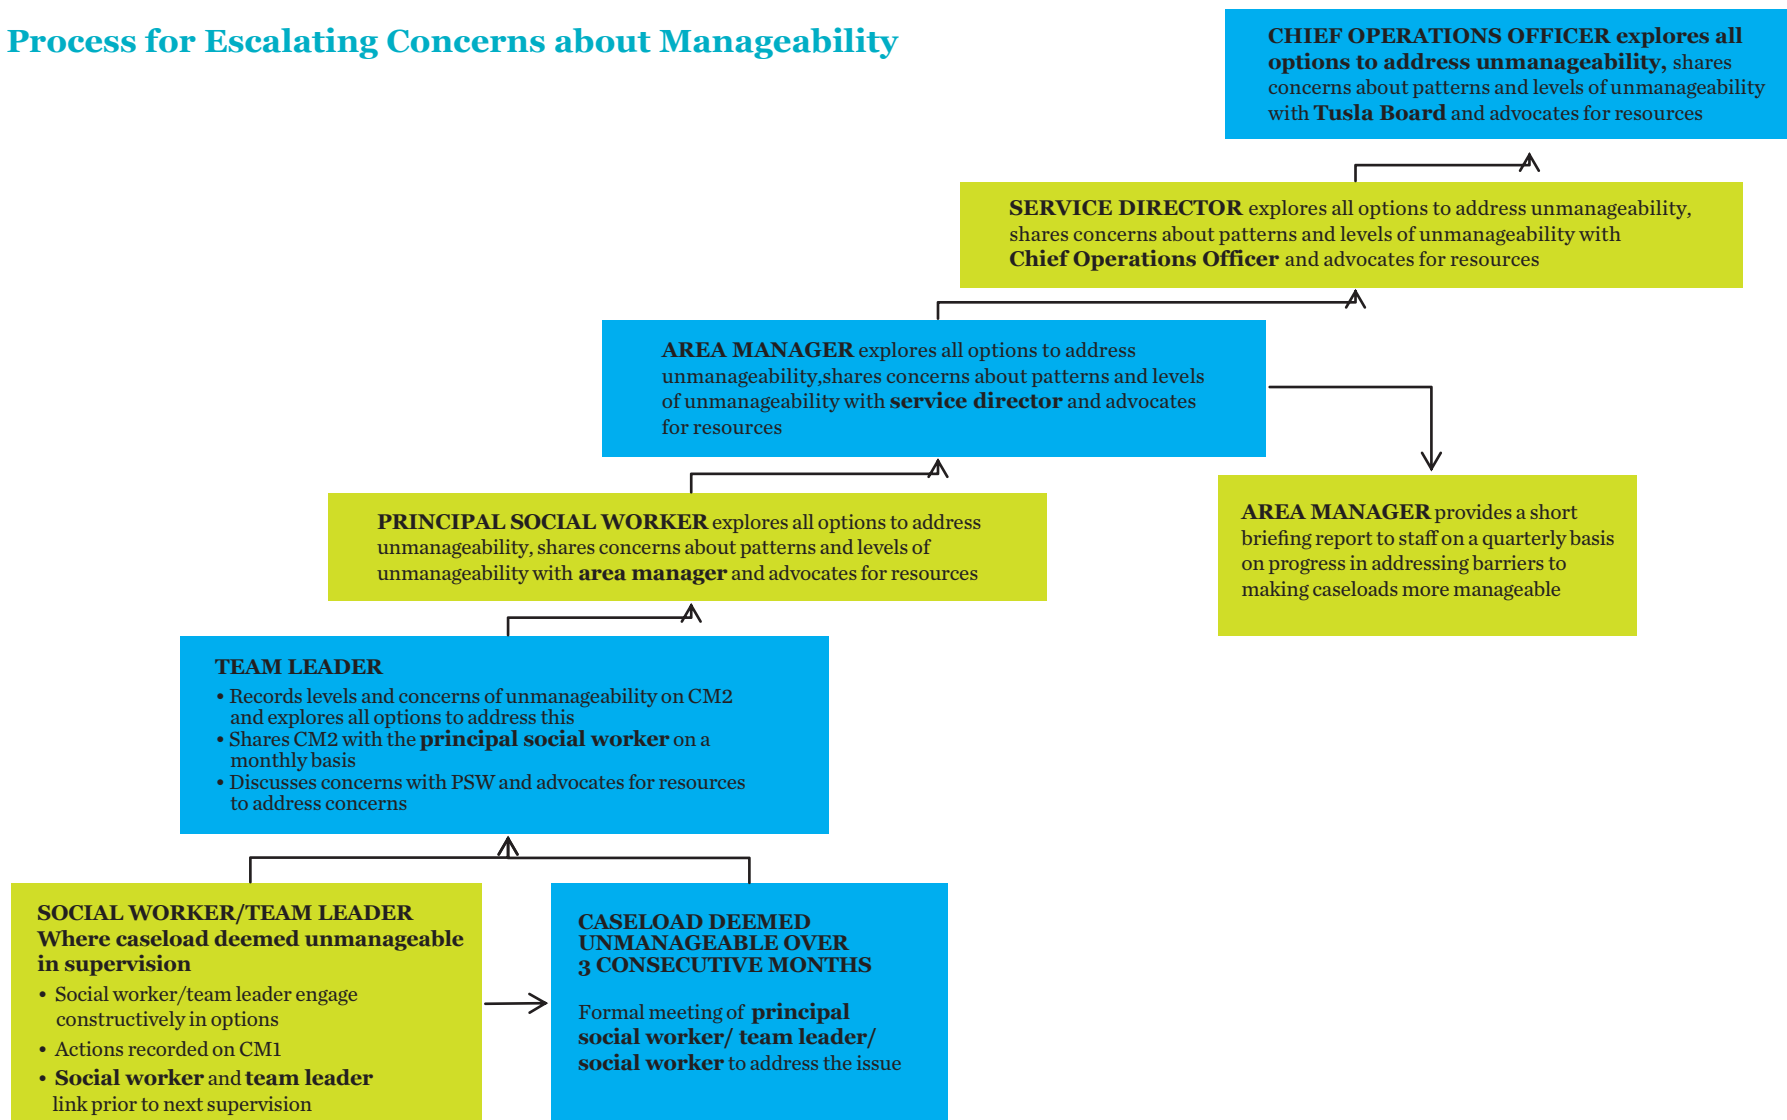 Process for Escalating Concerns about Manageability
CHIEF OPERATIONS OFFICER explores all
options to address unmanageability, shares
concerns about patterns and levels of unmanageability
with Tusla Board and advocates for resources
SERVICE DIRECTOR explores all options to address unmanageability,
shares concerns about patterns and levels of unmanageability with
Chief Operations Officer and advocates for resources
AREA MANAGER explores all options to address
unmanageability,shares concerns about patterns and levels
of unmanageability with service director and advocates
for resources
AREA MANAGER provides a short
briefing report to staff on a quarterly basis
on progress in addressing barriers to
making caseloads more manageable
PRINCIPAL SOCIAL WORKER explores all options to address
unmanageability, shares concerns about patterns and levels of
unmanageability with area manager and advocates for resources
TEAM LEADER
• Records levels and concerns of unmanageability on CM2
and explores all options to address this
• Shares CM2 with the principal social worker on a
monthly basis
• Discusses concerns with PSW and advocates for resources
to address concerns
SOCIAL WORKER/TEAM LEADER
Where caseload deemed unmanageable
in supervision
• Social worker/team leader engage
constructively in options
• Actions recorded on CM1
• Social worker and team leader
link prior to next supervision
CASELOAD DEEMED
UNMANAGEABLE OVER
3 CONSECUTIVE MONTHS
Formal meeting of principal
social worker/ team leader/
social worker to address the issue